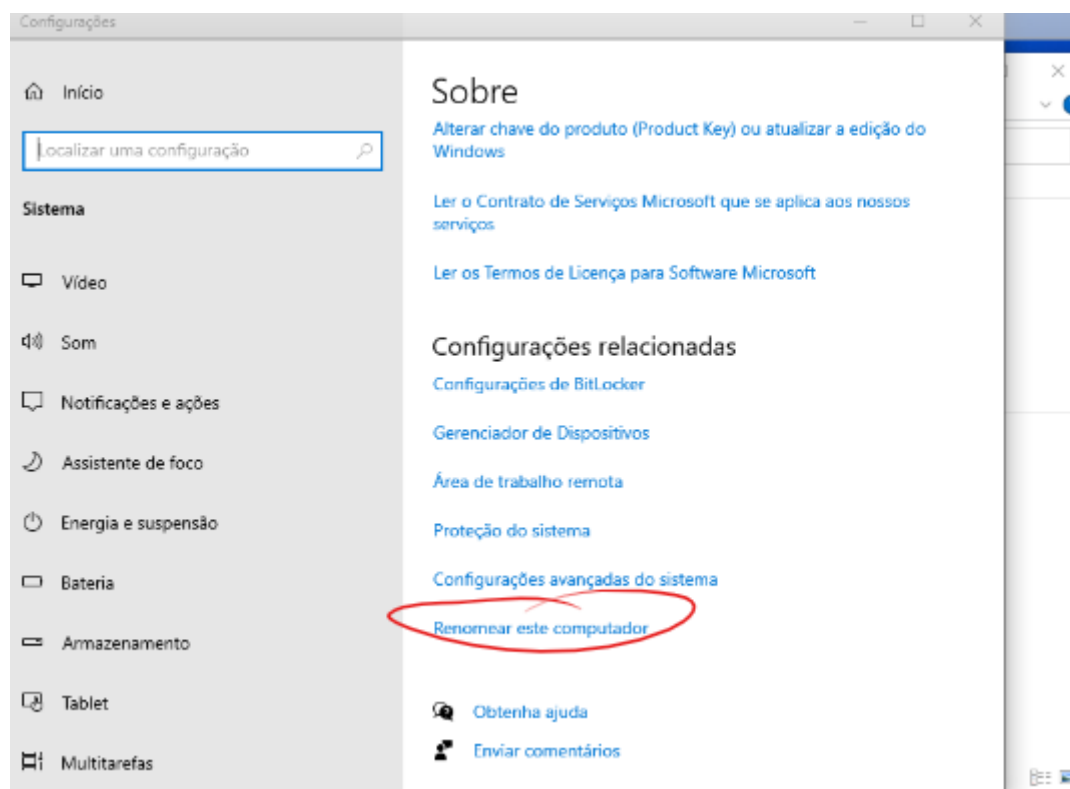 Configurações
Início
Localizar uma configuração
Sistema
Vídeo
Som
Notificações e ações
Assistente de foco
Energia e suspensão
Bateria
Armazenamento
Tablet
Multitarefas
Sobre
Alterar chave do produto (Product Key) ou atualizar a edição do
Windows
Ler o Contrato de Serviços Microsoft que se aplica aos nossos
serviços
Ler os Termos de Licença para Software Microsoft
Configurações relacionadas
Configurações de BitLocker
Gerenciador de Dispositivos
Área de trabalho remota
Proteção do sistema
Configurações avançadas do sistema
Renomear este computador
Obtenha ajuda
Enviar comentários